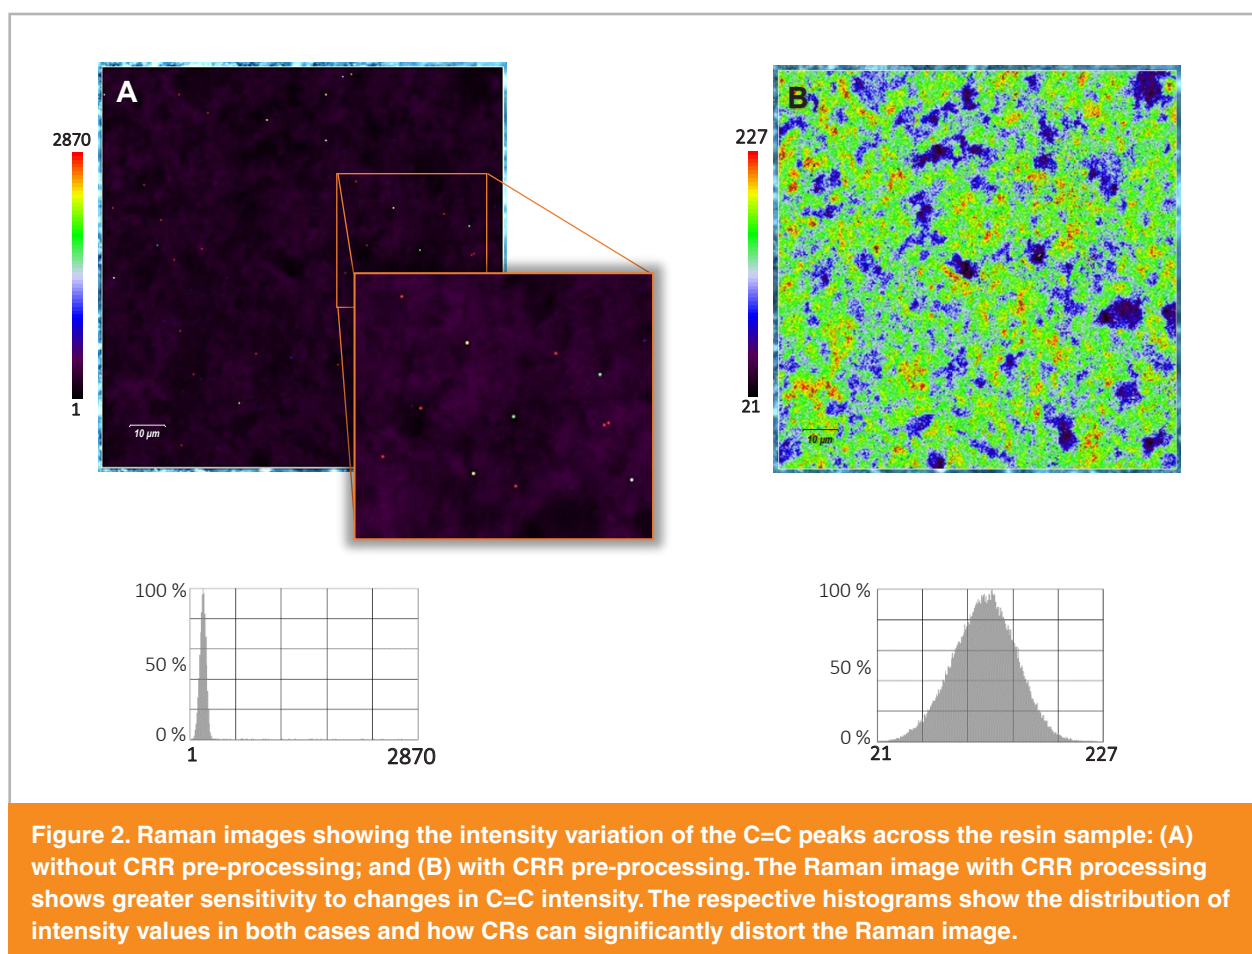 A
B
2870
1
10 µm
227
21
10 µm
100 %
50 %
0 %
1
2870
100 %
50 %
0 %
21
227
Figure 2. Raman images showing the intensity variation of the C=C peaks across the resin sample: (A)
without CRR pre-processing; and (B) with CRR pre-processing. The Raman image with CRR processing
shows greater sensitivity to changes in C=C intensity. The respective histograms show the distribution of
intensity values in both cases and how CRs can significantly distort the Raman image.